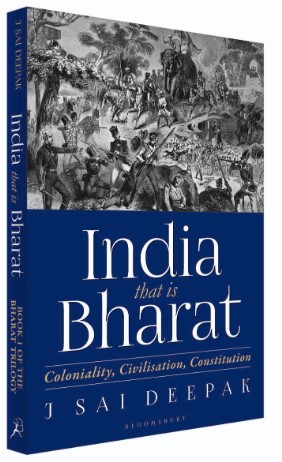 J SAI DEEPAK
India
that is
Bharat
BOOK I OF THE
BHARAT TRILOGY
India
that is
Bharat
Coloniality, Civilisation, Constitution
J SAI DEEPAK
BLOOMSBURY